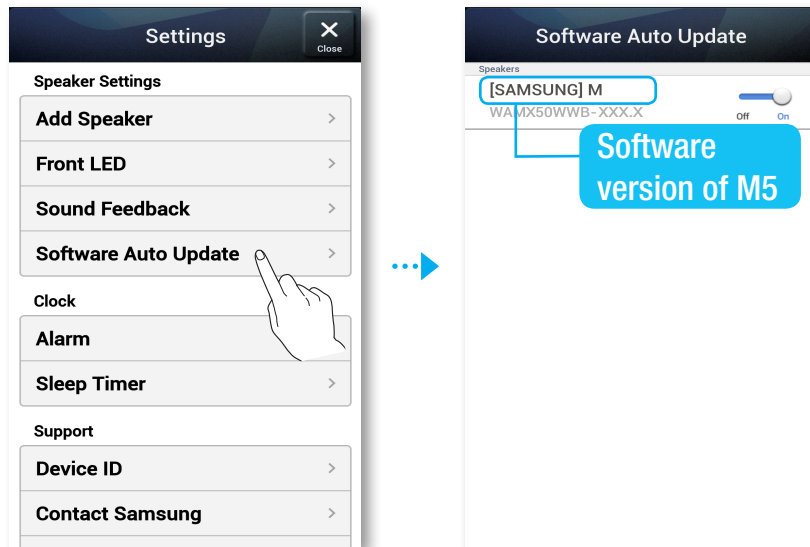 Settings
Close
Speaker Settings
Add Speaker
Front LED
Sound Feedback
Software Auto Update
Clock
Alarm
Sleep Timer
Support
Device ID
Contact Samsung
Software Auto Update
Speakers
[SAMSUNG] M
WAMX50WWB-XXX.X
Off On
Software
version of M5